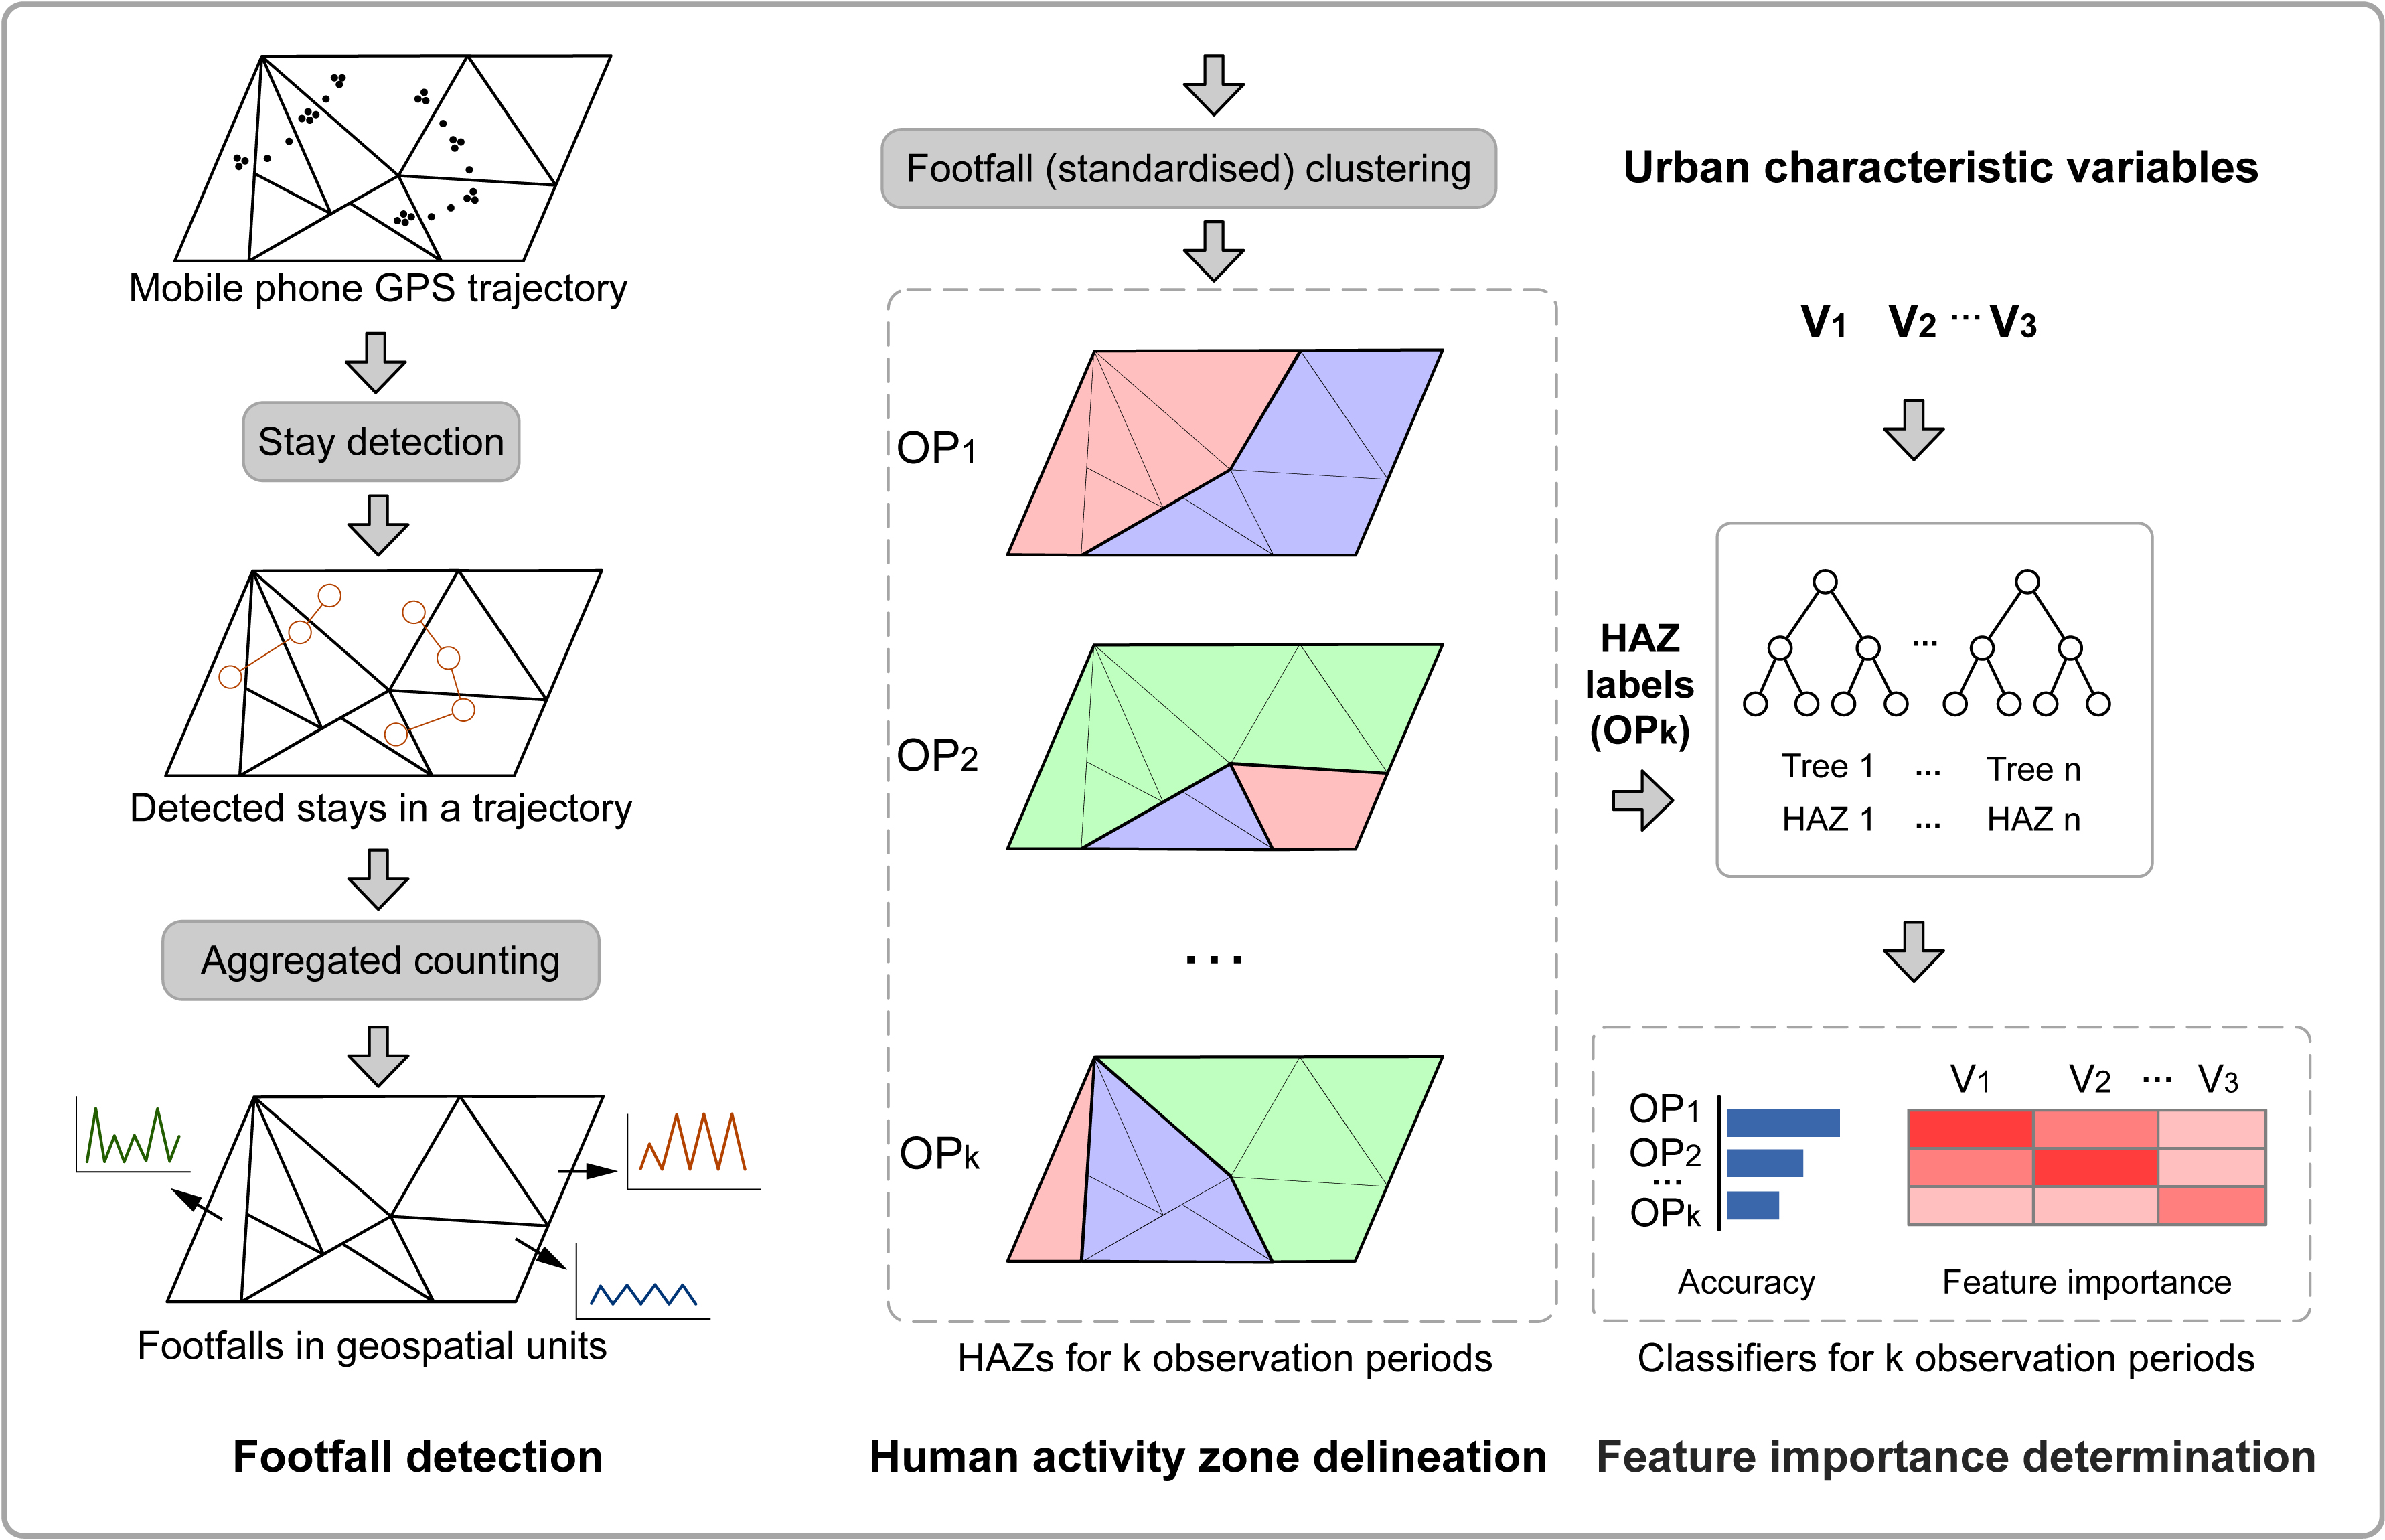 Mobile phone GPS trajectory
Stay detection
Detected stays in a trajectory
Aggregated counting
Footfalls in geospatial units
Footfall detection
Footfall (standardised) clustering
OP1
OP2
...
OPk
HAZs for k observation periods
Human activity zone delineation
Urban characteristic variables
V1 V2 ... V3
HAZ
labels
(OPk)
...
Tree 1 ... Tree n
HAZ 1 ... HAZ n
V1 V2 ... V3
OP1
OP2
...
OPk
Accuracy
Feature importance
Classifiers for k observation periods
Feature importance determination